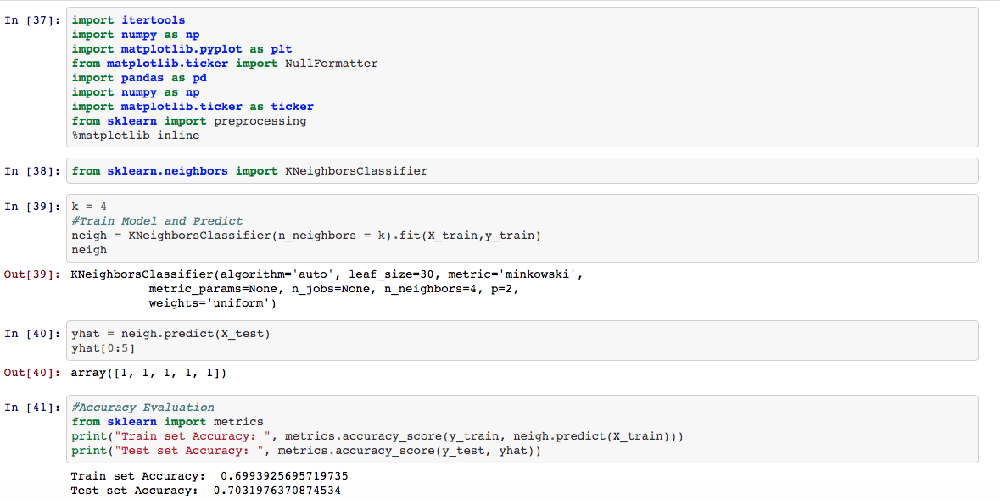 In [37]: import itertools
import numpy as np
import matplotlib.pyplot as plt
from matplotlib.ticker import NullFormatter
import pandas as pd
import numpy as np
import matplotlib.ticker as ticker
from sklearn import preprocessing
%matplotlib inline
In [38]: from sklearn.neighbors import KNeighborsClassifier
In [39]: k = 4
#Train Model and Predict
neigh = KNeighborsClassifier(n_neighbors = k).fit(X_train,y_train)
neigh
Out[39]: KNeighborsClassifier(algorithm='auto', leaf_size=30, metric='minkowski',
metric_params=None, n_jobs=None, n_neighbors=4, p=2,
weights='uniform')
In [40]: yhat = neigh.predict(X_test)
yhat[0:5]
Out[40]: array([1, 1, 1, 1, 1])
In [41]: #Accuracy Evaluation
from sklearn import metrics
print("Train set Accuracy: ", metrics.accuracy_score(y_train, neigh.predict(X_train)))
print("Test set Accuracy: ", metrics.accuracy_score(y_test, yhat))
Train set Accuracy:  0.6993925695719735
Test set Accuracy:  0.7031976370874534